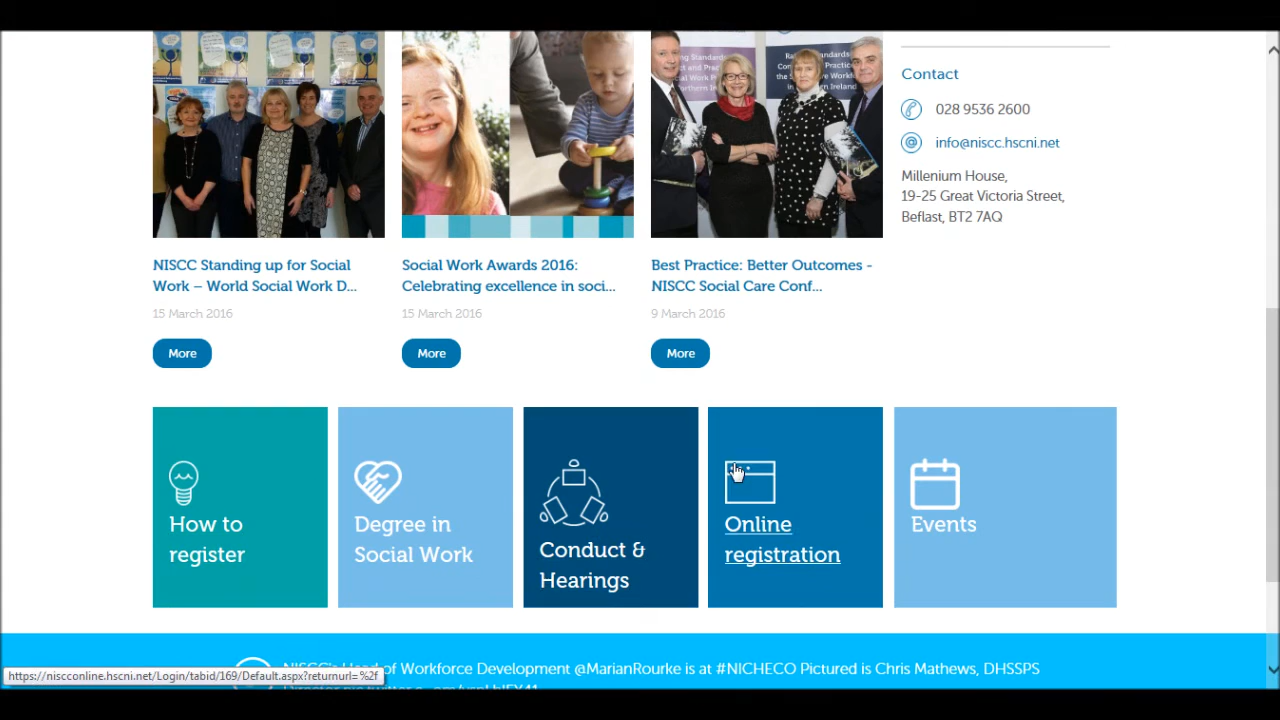 Contact
028 9536 2600
info@niscc.hscni.net
Millenium House,
19-25 Great Victoria Street,
Beflast, BT2 7AQ
NISCC Standing up for Social
Work – World Social Work D...
15 March 2016
More
Social Work Awards 2016:
Celebrating excellence in soci...
15 March 2016
More
Best Practice: Better Outcomes -
NISCC Social Care Conf...
9 March 2016
More
How to
register
Degree in
Social Work
Conduct &
Hearings
Online
registration
Events
NISCC's Head of Workforce Development @MarianRourke is at #NICHECO Pictured is Chris Mathews, DHSSPS
https://niscconline.hscni.net/Login/tabid/169/Default.aspx?returnurl=%2f